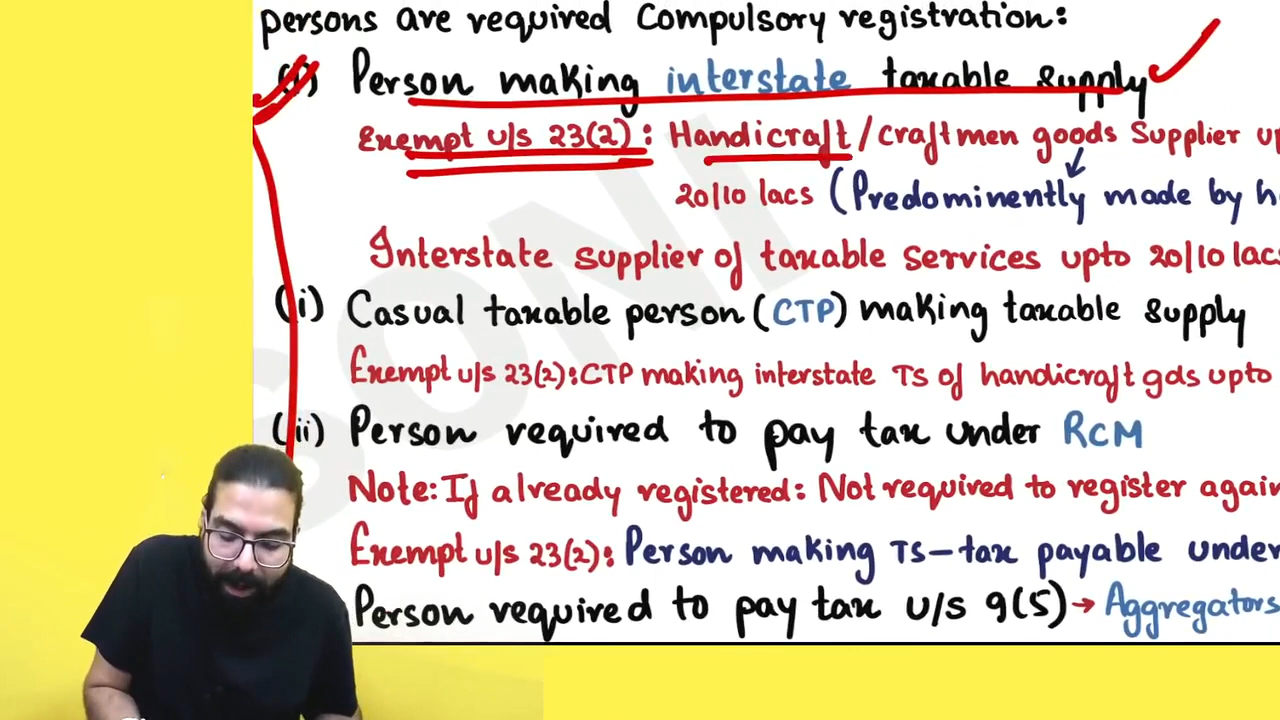 persons are required Compulsory registration:
(i) Person making interstate taxable supply
Exempt u/s 23(2): Handicraft/craftmen goods Supplier up
20/10 lacs (Predominently made by h
Interstate supplier of taxable services upto 20/10 lacs
(i) Casual taxable person (CTP) making taxable supply
Exempt u/s 23(2): CTP making interstate TS of handicraft gds upto
(ii) Person required to pay tax under RCM
Note: If already registered: Not required to register again
Exempt u/s 23(2): Person making TS-tax payable under
Person required to pay tax u/s 9(5) → Aggregators
SONI